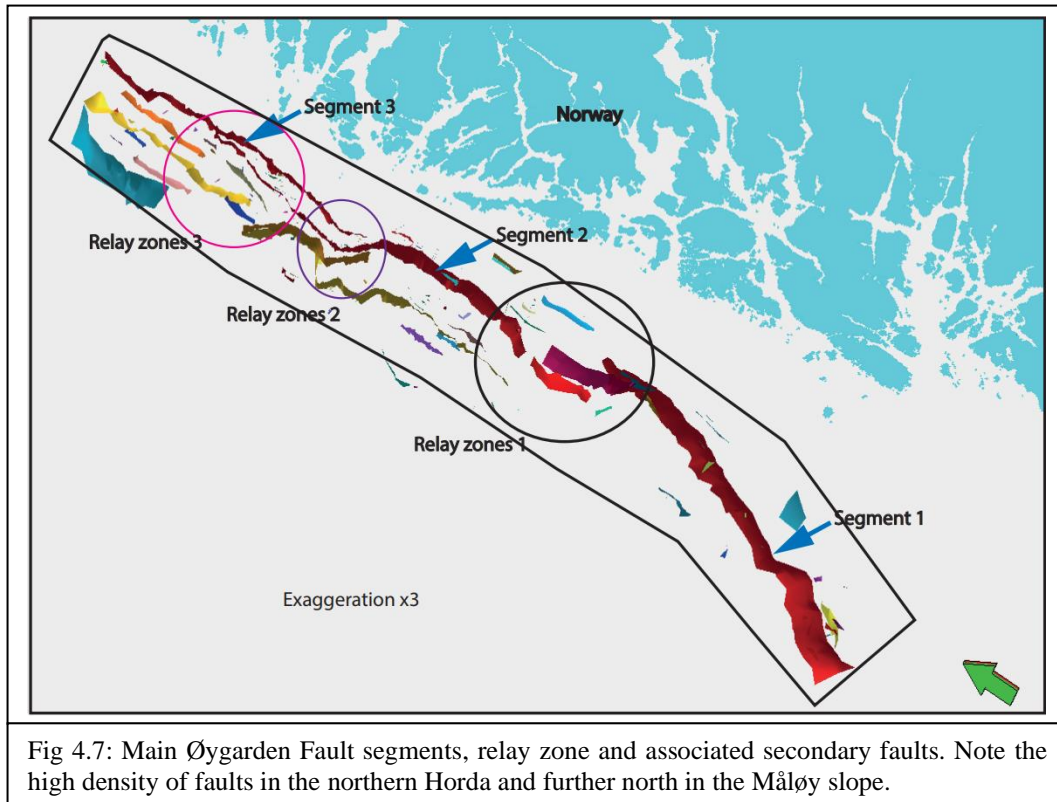 Segment 3
Norway
Relay zones 3
Segment 2
Relay zones 2
Relay zones 1
Segment 1
Exaggeration x3
Fig 4.7: Main Øygarden Fault segments, relay zone and associated secondary faults. Note the
high density of faults in the northern Horda and further north in the Måløy slope.